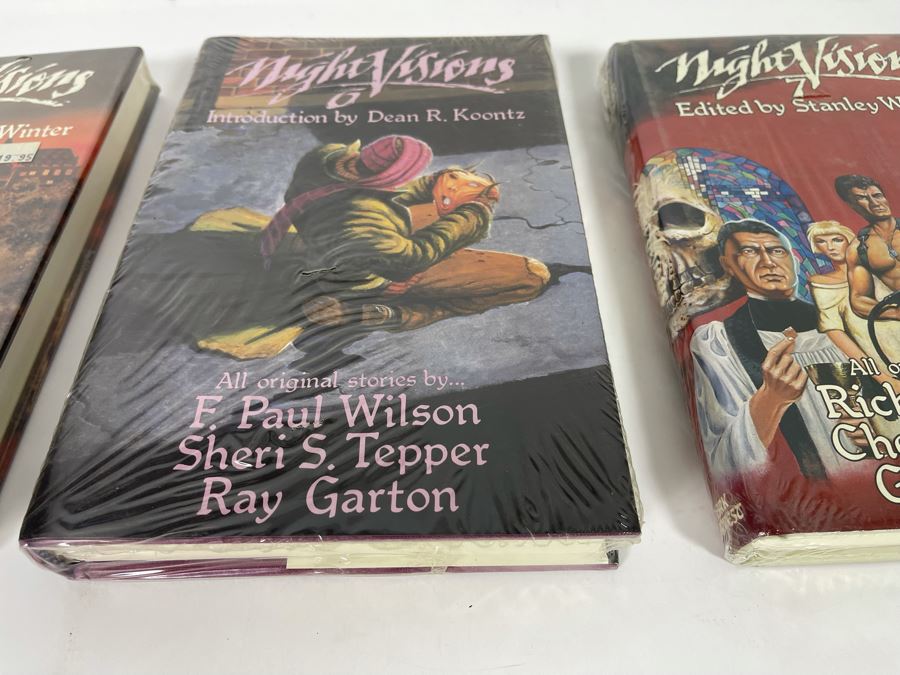 Visions
Winter
19.95
Night Visions
6
Introduction by Dean R. Koontz
All original stories by...
F. Paul Wilson
Sheri S. Tepper
Ray Garton
Night Visions
7
Edited by Stanley W
All o
Rich
Che
G